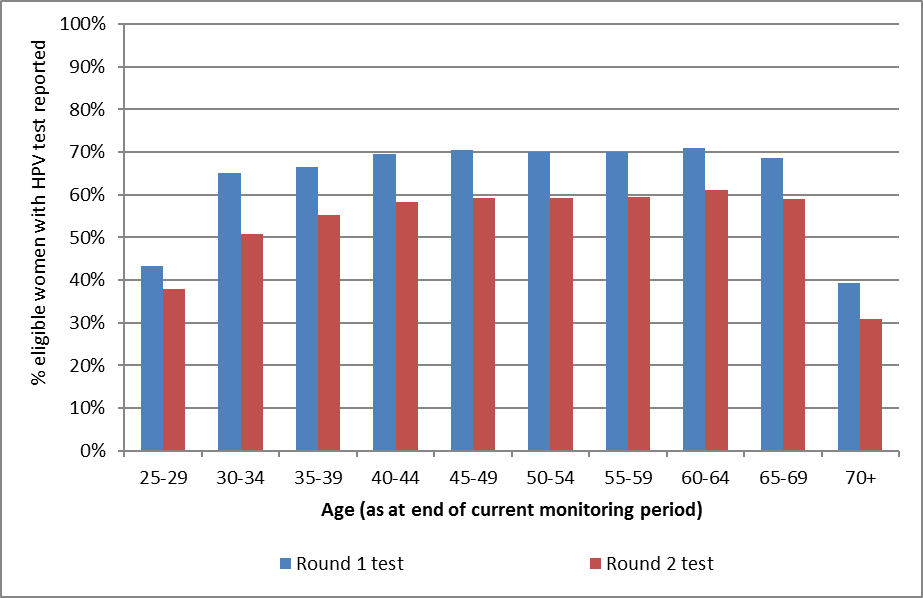 % eligible women with HPV test reported
100%
90%
80%
70%
60%
50%
40%
30%
20%
10%
0%
25-29 30-34 35-39 40-44 45-49 50-54 55-59 60-64 65-69 70+
Age (as at end of current monitoring period)
Round 1 test Round 2 test